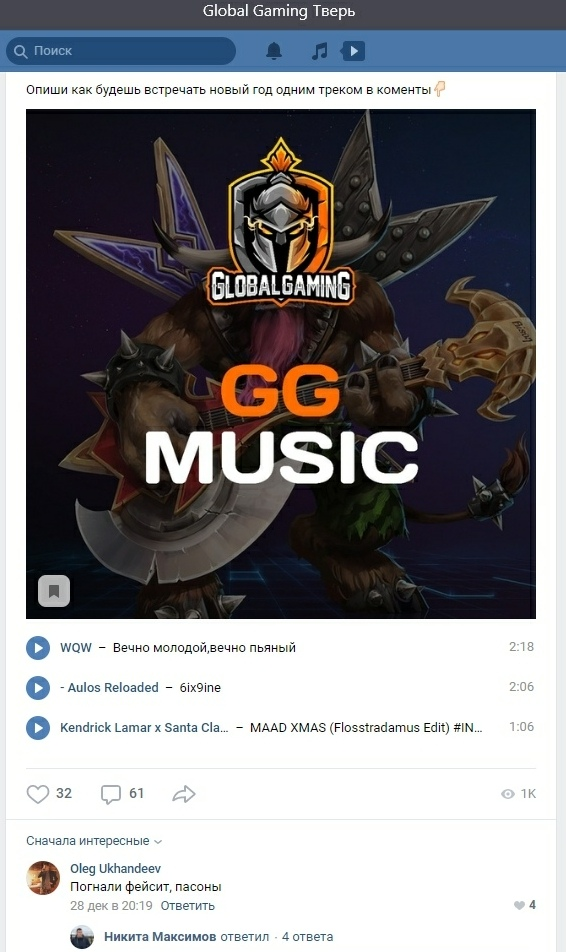 Global Gaming Тверь
Поиск
Опиши как будешь встречать новый год одним треком в коменты👇🏻
GLOBALGAMING
GG
MUSIC
WQW – Вечно молодой,вечно пьяный 2:18
- Aulos Reloaded – 6ix9ine 2:06
Kendrick Lamar x Santa Cla... – MAAD XMAS (Flosstradamus Edit) #IN... 1:06
32 61 1K
Сначала интересные
Oleg Ukhandeev
Погнали фейсит, пасоны
28 дек в 20:19 Ответить 4
Никита Максимов ответил · 4 ответа